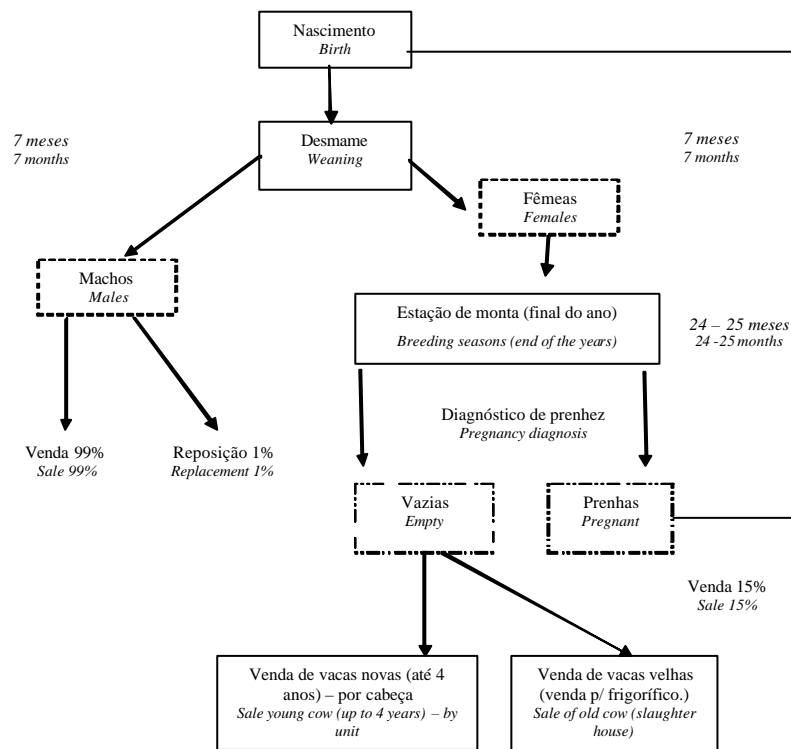 Nascimento
Birth
7 meses
7 months
Desmame
Weaning
7 meses
7 months
Fêmeas
Females
Machos
Males
Estação de monta (final do ano)
Breeding seasons (end of the years)
24 – 25 meses
24 -25 months
Diagnóstico de prenhez
Pregnancy diagnosis
Venda 99%
Sale 99%
Reposição 1%
Replacement 1%
Vazias
Empty
Prenhas
Pregnant
Venda 15%
Sale 15%
Venda de vacas novas (até 4
anos) – por cabeça
Sale young cow (up to 4 years) – by
unit
Venda de vacas velhas
(venda p/ frigorífico.)
Sale of old cow (slaughter
house)